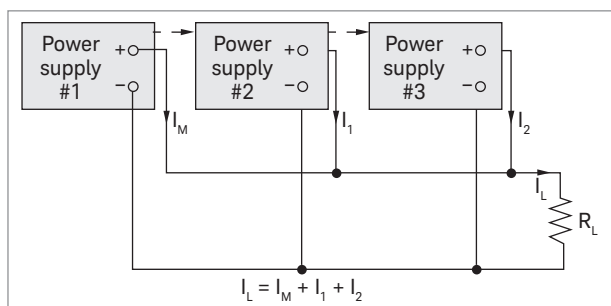 Power
supply
#1
+
−
Power
supply
#2
+
−
Power
supply
#3
+
−
I_M
I_1
I_2
I_L
R_L
I_L = I_M + I_1 + I_2